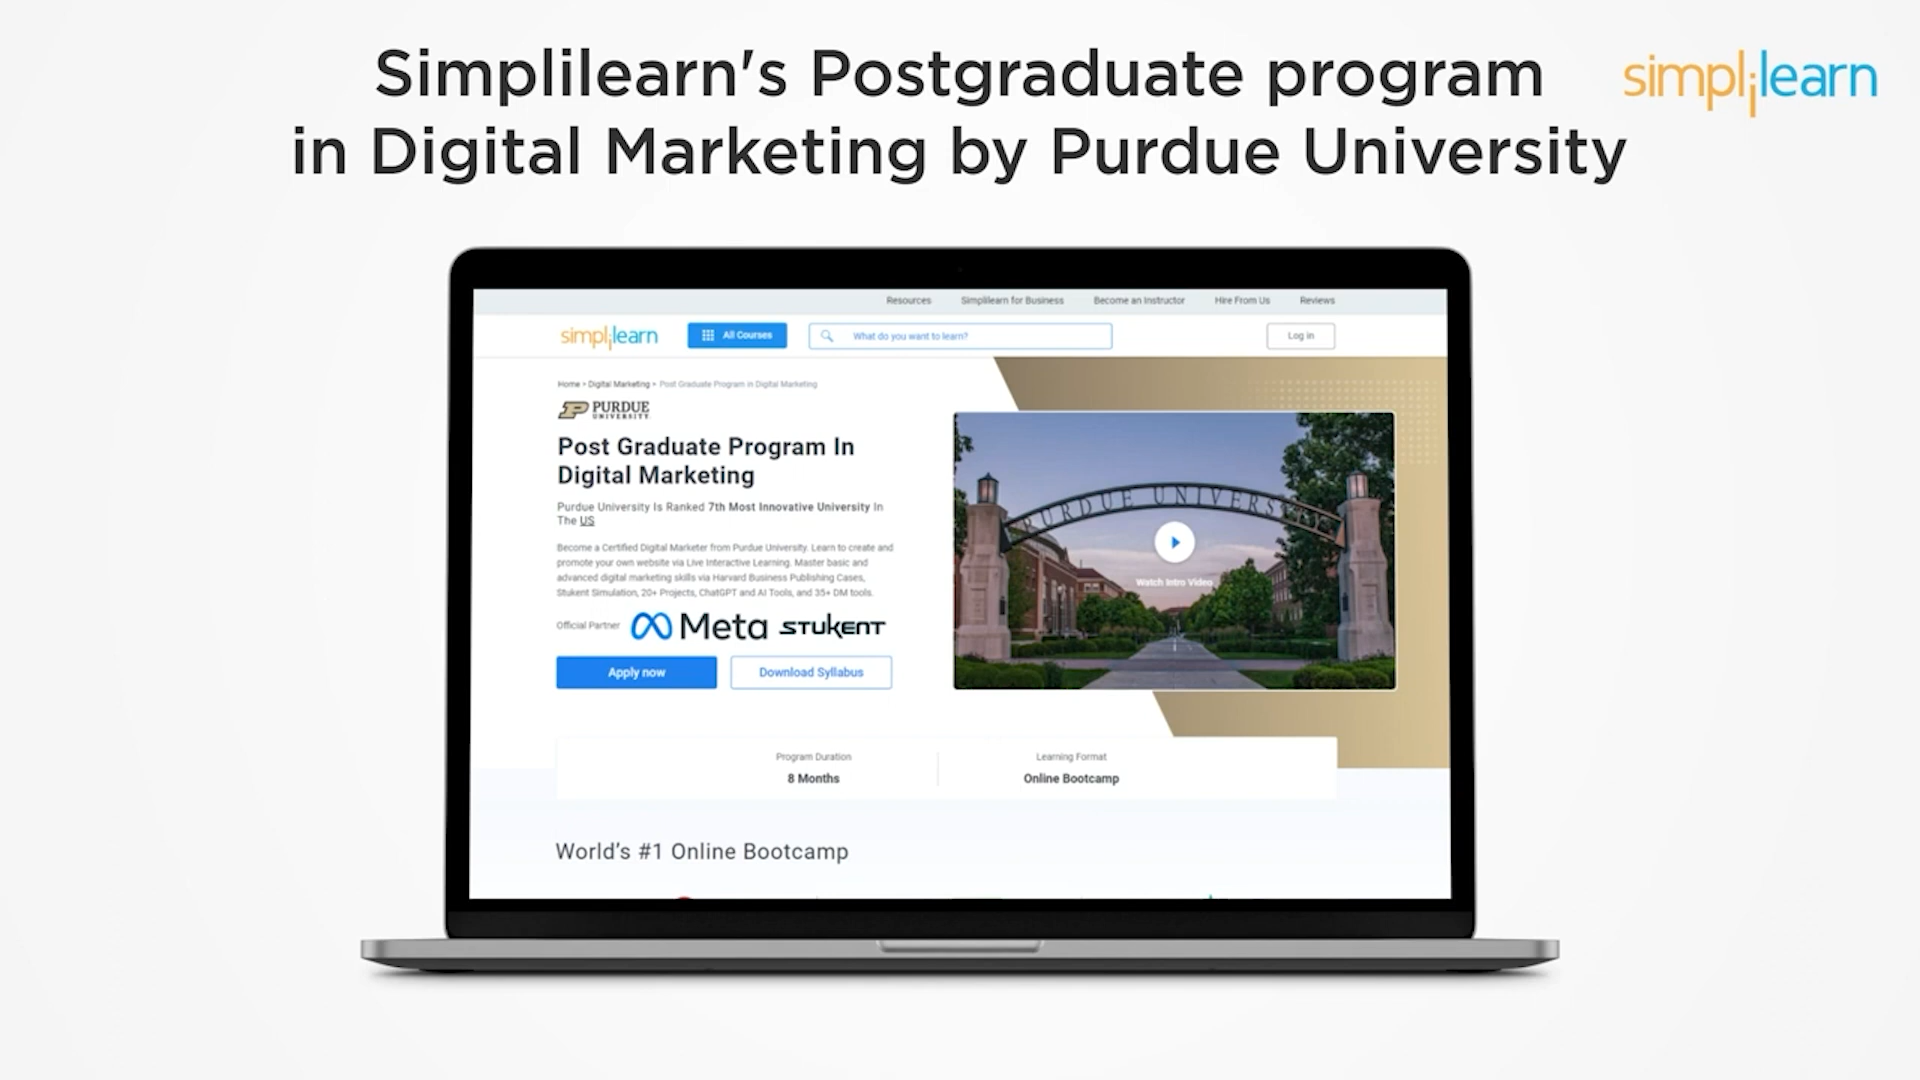 Simplilearn's Postgraduate program
in Digital Marketing by Purdue University
simplilearn
Resources Simplilearn for Business Become an Instructor Hire From Us Reviews
simplilearn All Courses What do you want to learn? Log in
Home Digital Marketing Post Graduate Program in Digital Marketing
PURDUE
UNIVERSITY
Post Graduate Program In
Digital Marketing
Purdue University Is Ranked 7th Most Innovative University In
The US
Become a Certified Digital Marketer from Purdue University. Learn to create and
promote your own website via Live Interactive Learning. Master basic and
advanced digital marketing skills via Harvard Business Publishing Cases,
Stukent Simulation, 20+ Projects, ChatGPT and AI Tools, and 35+ DM tools.
Official Partner Meta STUKENT
Apply now Download Syllabus
PURDUE UNIVERSITY
Watch Intro Video
Program Duration Learning Format
8 Months Online Bootcamp
World's #1 Online Bootcamp